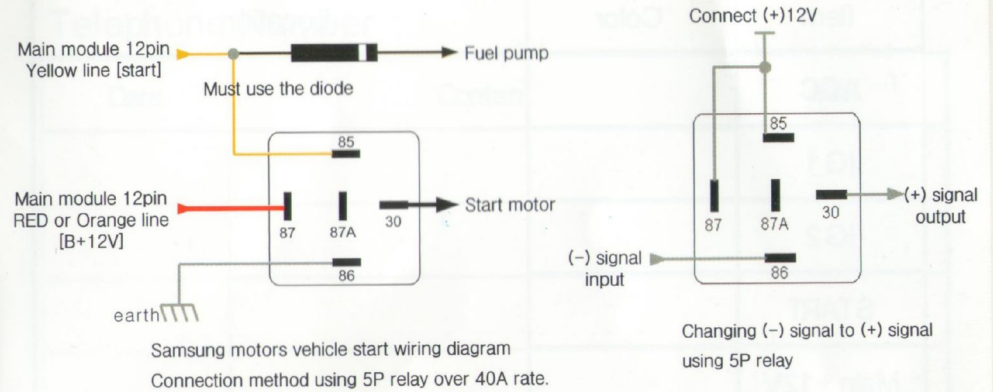 Connect (+)12V
Main module 12pin
Yellow line [start]
Fuel pump
Must use the diode
85
87
87A
30
86
Main module 12pin
RED or Orange line
[B+12V]
Start motor
earth
85
87
87A
30
86
(+) signal
output
(-) signal
input
Samsung motors vehicle start wiring diagram
Connection method using 5P relay over 40A rate.
Changing (-) signal to (+) signal
using 5P relay